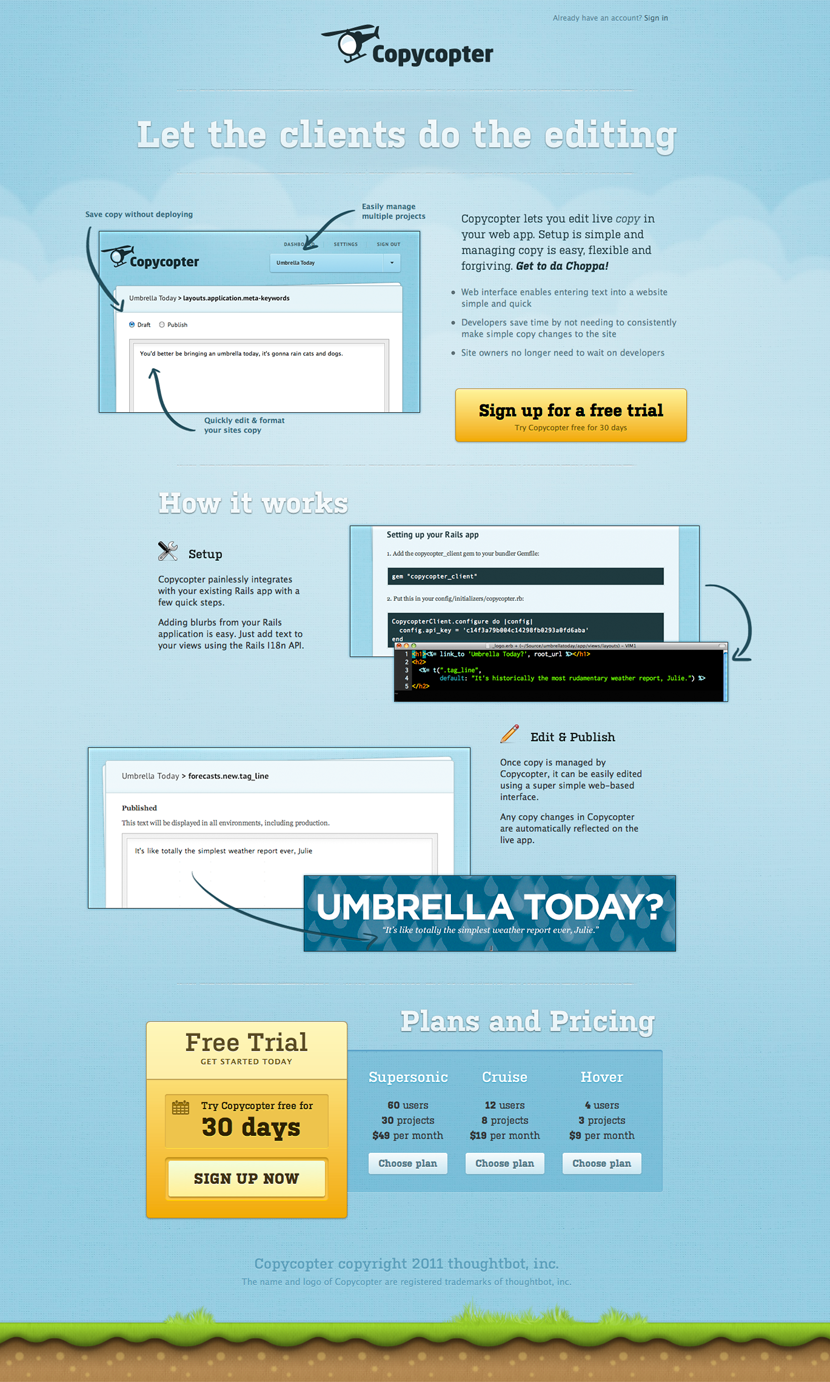 Already have an account? Sign in
Copycopter
Let the clients do the editing
Save copy without deploying
Easily manage
multiple projects
SETTINGS
SIGN OUT
Copycopter
Umbrella Today
Umbrella Today > layouts.application.meta-keywords
Draft
Publish
You'd better be bringing an umbrella today, it's gonna rain cats and dogs.
Quickly edit & format
your sites copy
Copycopter lets you edit live copy in
your web app. Setup is simple and
managing copy is easy, flexible and
forgiving. Get to da Choppa!
Web interface enables entering text into a website
simple and quick
Developers save time by not needing to consistently
make simple copy changes to the site
Site owners no longer need to wait on developers
Sign up for a free trial
Try Copycopter free for 30 days
How it works
Setup
Copycopter painlessly integrates
with your existing Rails app with a
few quick steps.
Adding blurbs from your Rails
application is easy. Just add text to
your views using the Rails I18n API.
Setting up your Rails app
1. Add the copycopter_client gem to your bundler Gemfile:
gem "copycopter_client"
2. Put this in your config/initializers/copycopter.rb:
CopycopterClient.configure do |config|
config.api_key = 'c14f3a79b004c14298fb0293a0fd6aba'
end
_logo.erb + (~/Source/umbrellatoday/app/views/layouts) - VIM1
1 <h1><%= link_to 'Umbrella Today?', root_url %></h1>
2 <h2>
3 <%= t(".tag_line",
4 default: "It's historically the most rudamentary weather report, Julie.") %>
5 </h2>
Edit & Publish
Once copy is managed by
Copycopter, it can be easily edited
using a super simple web-based
interface.
Any copy changes in Copycopter
are automatically reflected on the
live app.
Umbrella Today > forecasts.new.tag_line
Published
This text will be displayed in all environments, including production.
It's like totally the simplest weather report ever, Julie
UMBRELLA TODAY?
"It's like totally the simplest weather report ever, Julie."
Plans and Pricing
Free Trial
GET STARTED TODAY
Try Copycopter free for
30 days
SIGN UP NOW
Supersonic
60 users
30 projects
$49 per month
Choose plan
Cruise
12 users
8 projects
$19 per month
Choose plan
Hover
4 users
3 projects
$9 per month
Choose plan
Copycopter copyright 2011 thoughtbot, inc.
The name and logo of Copycopter are registered trademarks of thoughtbot, inc.